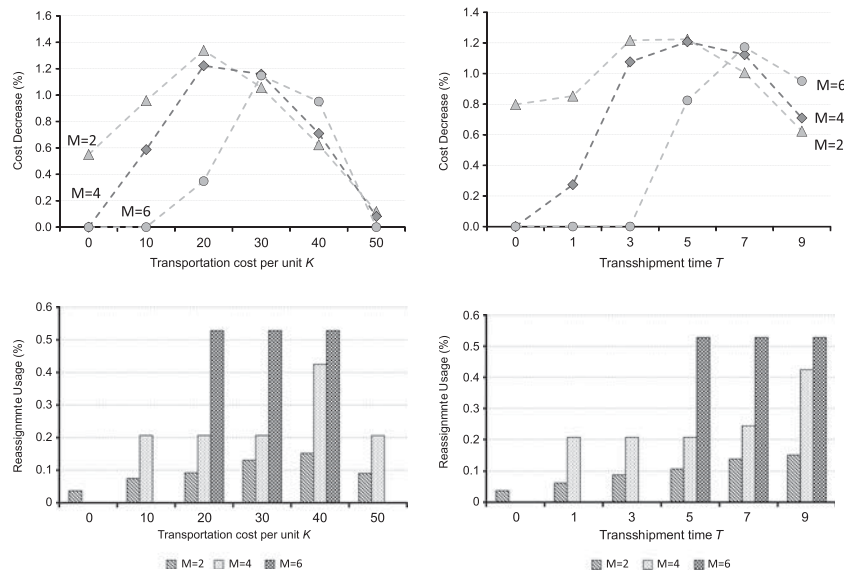 1.6
1.4
1.2
1.0
0.8
0.6
0.4
0.2
0.0
Cost Decrease (%)
M=2
M=4
M=6
0 10 20 30 40 50
Transportation cost per unit K
1.4
1.2
1.0
0.8
0.6
0.4
0.2
0.0
Cost Decrease (%)
M=6
M=4
M=2
0 1 3 5 7 9
Transshipment time T
0.6
0.5
0.4
0.3
0.2
0.1
0
Reassignmnte Usage (%)
0 10 20 30 40 50
Transportation cost per unit K
M=2 M=4 M=6
0.6
0.5
0.4
0.3
0.2
0.1
0
Reassignmnte Usage (%)
0 1 3 5 7 9
Transshipment time T
M=2 M=4 M=6